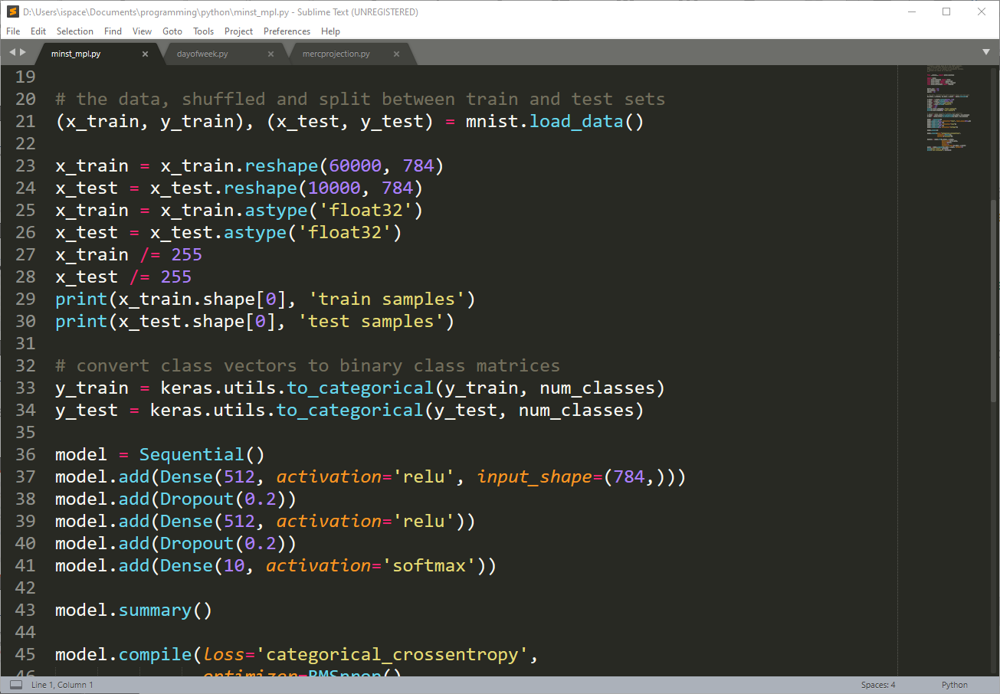 D:\Users\ispace\Documents\programming\python\minst_mpl.py - Sublime Text (UNREGISTERED)
File Edit Selection Find View Goto Tools Project Preferences Help
minst_mpl.py dayofweek.py mercprojection.py
19
20 # the data, shuffled and split between train and test sets
21 (x_train, y_train), (x_test, y_test) = mnist.load_data()
22
23 x_train = x_train.reshape(60000, 784)
24 x_test = x_test.reshape(10000, 784)
25 x_train = x_train.astype('float32')
26 x_test = x_test.astype('float32')
27 x_train /= 255
28 x_test /= 255
29 print(x_train.shape[0], 'train samples')
30 print(x_test.shape[0], 'test samples')
31
32 # convert class vectors to binary class matrices
33 y_train = keras.utils.to_categorical(y_train, num_classes)
34 y_test = keras.utils.to_categorical(y_test, num_classes)
35
36 model = Sequential()
37 model.add(Dense(512, activation='relu', input_shape=(784,)))
38 model.add(Dropout(0.2))
39 model.add(Dense(512, activation='relu'))
40 model.add(Dropout(0.2))
41 model.add(Dense(10, activation='softmax'))
42
43 model.summary()
44
45 model.compile(loss='categorical_crossentropy',
46 optimizer=RMSprop()
Line 1, Column 1 Spaces: 4 Python